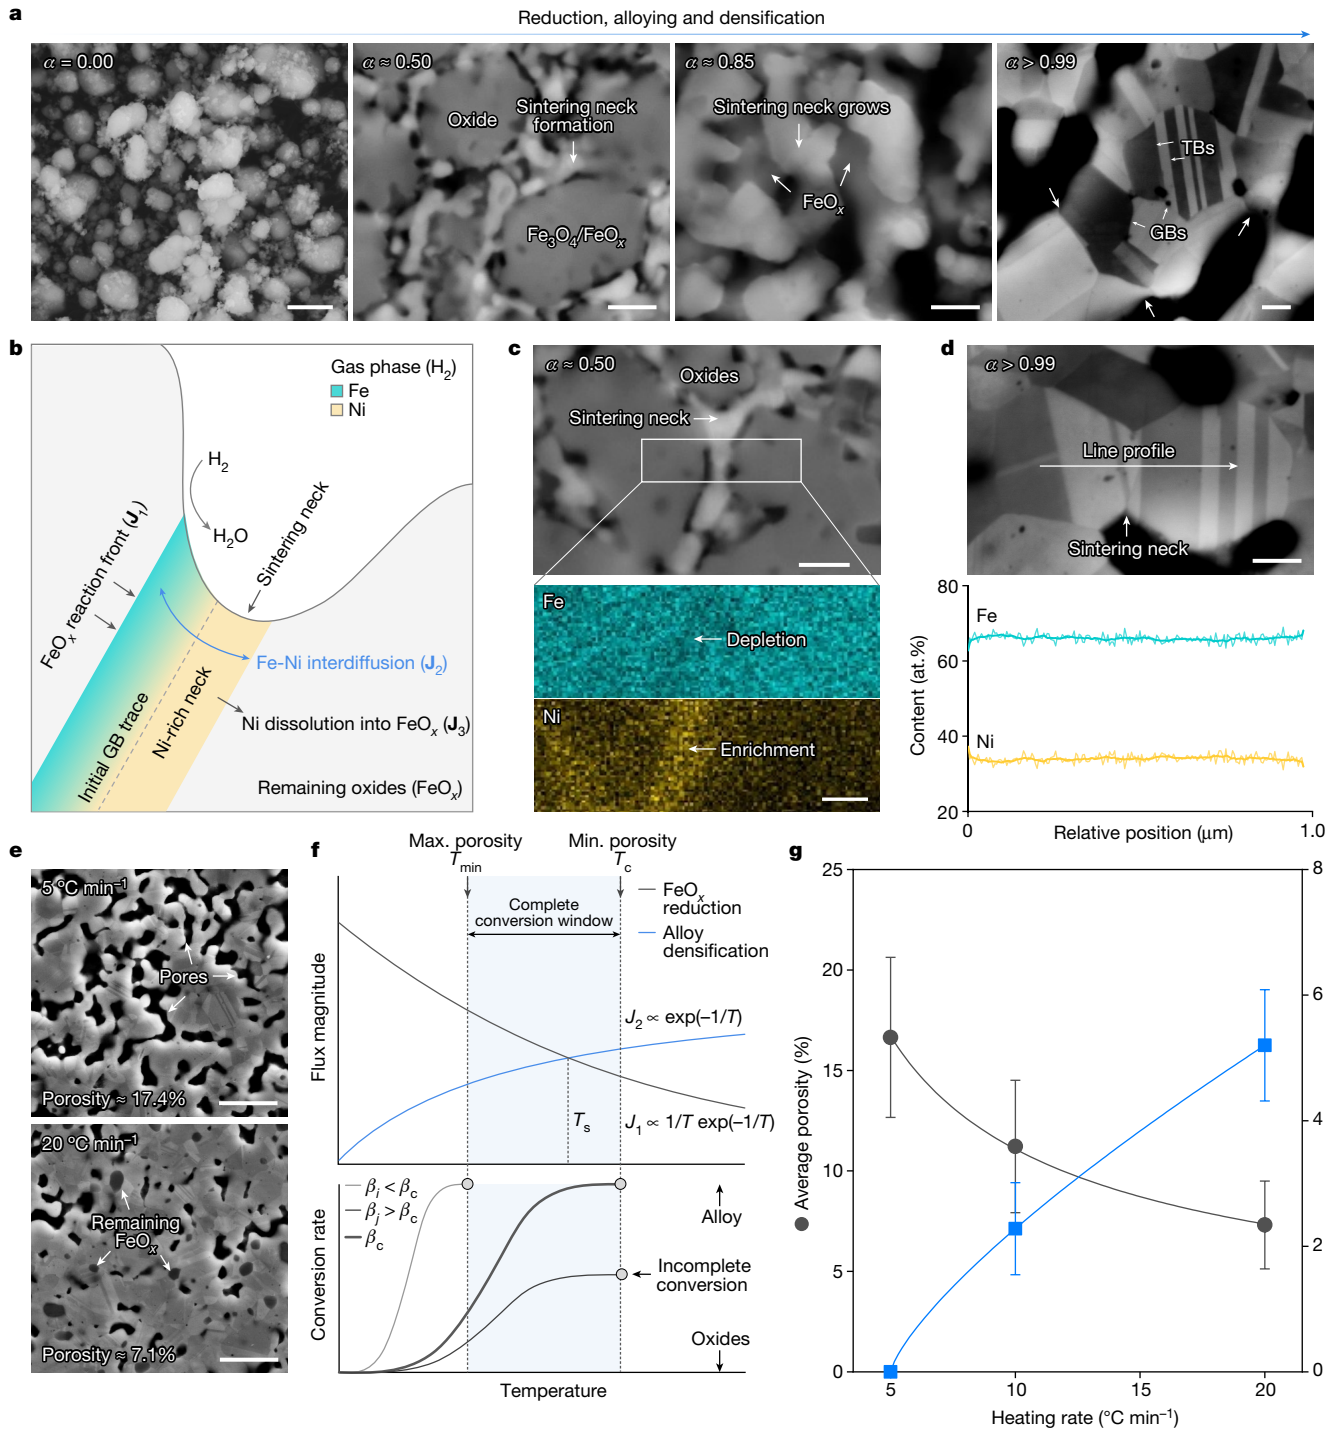 a
Reduction, alloying and densification
α = 0.00
α ≈ 0.50
Oxide
Sintering neck
formation
Fe3O4/FeOx
α ≈ 0.85
Sintering neck grows
FeOx
α > 0.99
TBs
GBs
b
Gas phase (H2)
Fe
Ni
H2
H2O
Sintering neck
FeOx reaction front (J1)
Fe-Ni interdiffusion (J2)
Initial GB trace
Ni-rich neck
Ni dissolution into FeOx (J3)
Remaining oxides (FeOx)
c
α ≈ 0.50
Oxides
Sintering neck
Fe
Depletion
Ni
Enrichment
d
α > 0.99
Line profile
Sintering neck
80
60
40
20
Content (at.%)
Fe
Ni
0
1.0
Relative position (μm)
e
5 °C min–1
Pores
Porosity ≈ 17.4%
20 °C min–1
Remaining
FeOx
Porosity ≈ 7.1%
f
Max. porosity
Tmin
Min. porosity
Tc
FeOx
reduction
Alloy
densification
Complete
conversion window
Flux magnitude
J2 ∝ exp(–1/T)
Ts
J1 ∝ 1/T exp(–1/T)
βi < βc
βj > βc
βc
Alloy
Incomplete
conversion
Oxides
Conversion rate
Temperature
g
25
20
15
10
5
0
Average porosity (%)
8
6
4
2
0
5
10
15
20
Heating rate (°C min–1)